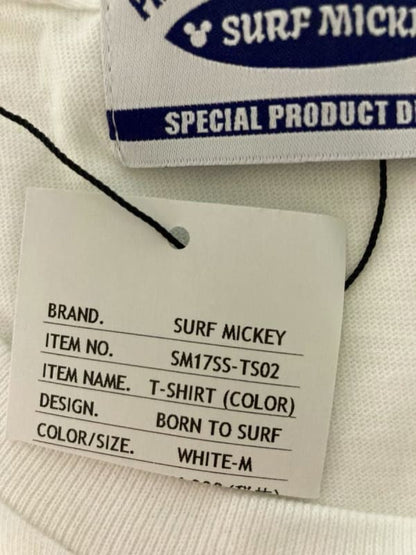 SURF
SPECIAL PRODUCT
BRAND. SURF MICKEY
ITEM NO. SM17SS-TS02
ITEM NAME. T-SHIRT (COLOR)
DESIGN. BORN TO SURF
COLOR/SIZE. WHITE-M